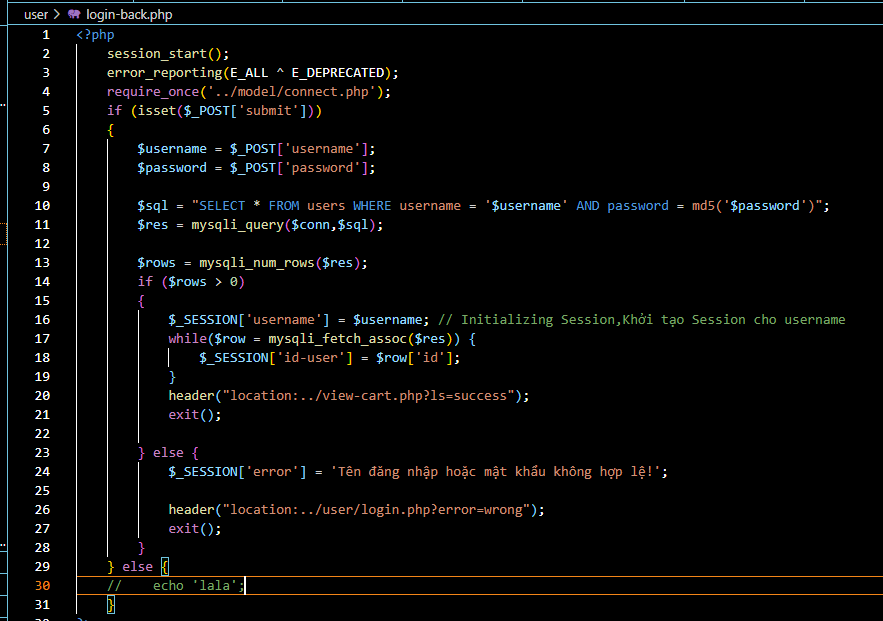 user > login-back.php
1 <?php
2 session_start();
3 error_reporting(E_ALL ^ E_DEPRECATED);
4 require_once('../model/connect.php');
5 if (isset($_POST['submit']))
6 {
7 $username = $_POST['username'];
8 $password = $_POST['password'];
9
10 $sql = "SELECT * FROM users WHERE username = '$username' AND password = md5('$password')";
11 $res = mysqli_query($conn,$sql);
12
13 $rows = mysqli_num_rows($res);
14 if ($rows > 0)
15 {
16 $_SESSION['username'] = $username; // Initializing Session,Khởi tạo Session cho username
17 while($row = mysqli_fetch_assoc($res)) {
18 $_SESSION['id-user'] = $row['id'];
19 }
20 header("location:../view-cart.php?ls=success");
21 exit();
22
23 } else {
24 $_SESSION['error'] = 'Tên đăng nhập hoặc mật khẩu không hợp lệ!';
25
26 header("location:../user/login.php?error=wrong");
27 exit();
28 }
29 } else {
30 // echo 'lala';
31 }